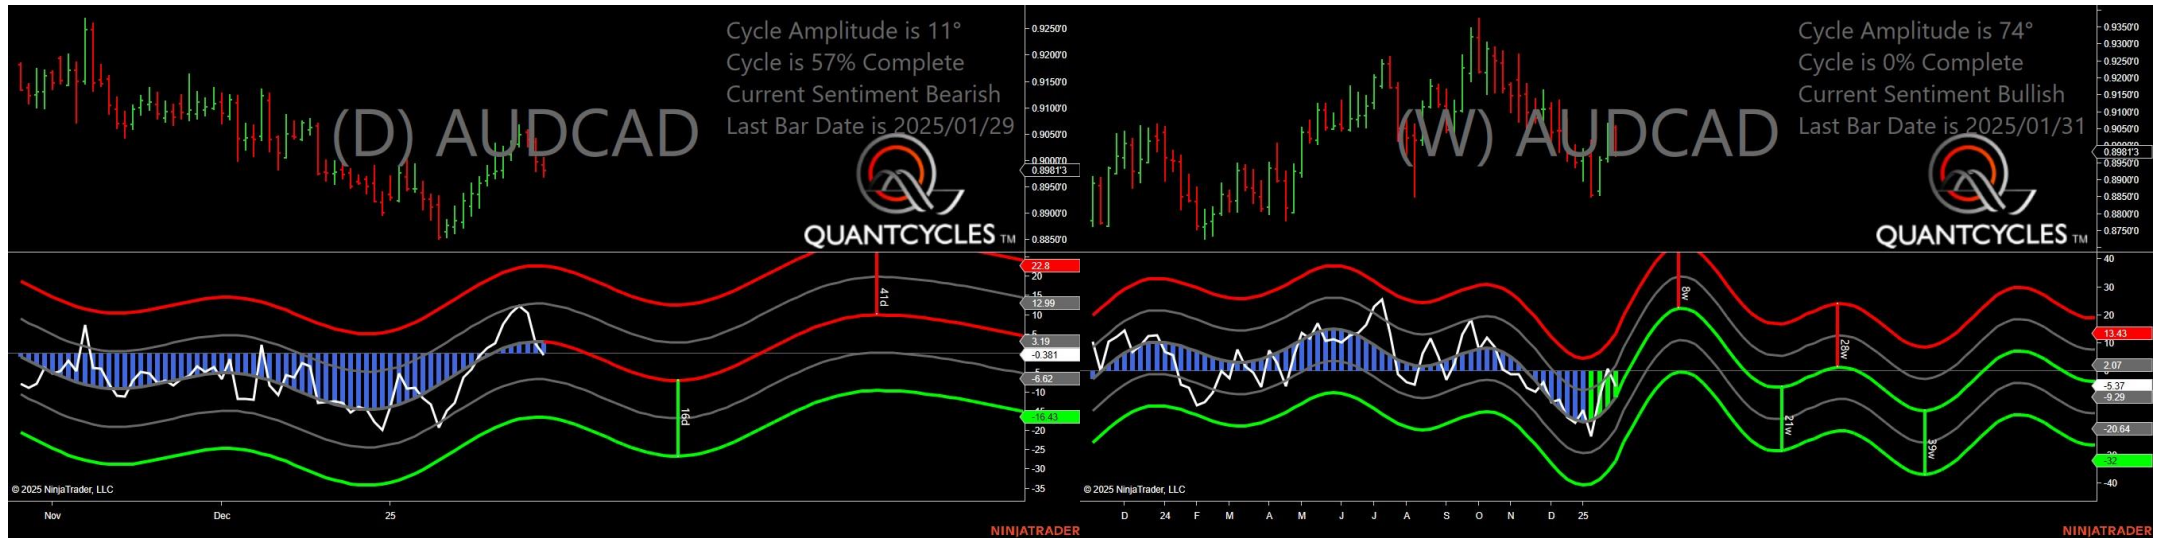 Cycle Amplitude is 11°
Cycle is 57% Complete
Current Sentiment Bearish
Last Bar Date is 2025/01/29
(D) AUDCAD
QUANTCYCLES TM
0.9250'0
0.9200'0
0.9150'0
0.9100'0
0.9050'0
0.9000'0
0.8981'3
0.8950'0
0.8900'0
0.8850'0
22.8
20
15
12.99
10
5
3.19
-0.381
-6.62
-10
-16.43
-20
-25
-30
-35
41d
16d
© 2025 NinjaTrader, LLC
Nov
Dec
25
NINJATRADER
Cycle Amplitude is 74°
Cycle is 0% Complete
Current Sentiment Bullish
Last Bar Date is 2025/01/31
(W) AUDCAD
QUANTCYCLES TM
0.9350'0
0.9300'0
0.9250'0
0.9200'0
0.9150'0
0.9100'0
0.9050'0
0.8981'3
0.8950'0
0.8900'0
0.8850'0
0.8800'0
0.8750'0
40
30
20
13.43
10
2.07
-5.37
-9.29
-20.64
-32
-40
8w
28w
21w
39w
© 2025 NinjaTrader, LLC
D
24
F
M
A
M
J
J
A
S
O
N
D
25
NINJATRADER